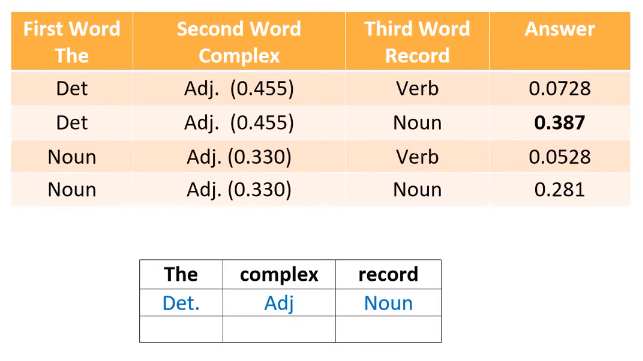 First Word Second Word Third Word Answer
The Complex Record
Det Adj. (0.455) Verb 0.0728
Det Adj. (0.455) Noun 0.387
Noun Adj. (0.330) Verb 0.0528
Noun Adj. (0.330) Noun 0.281
The complex record
Det. Adj Noun